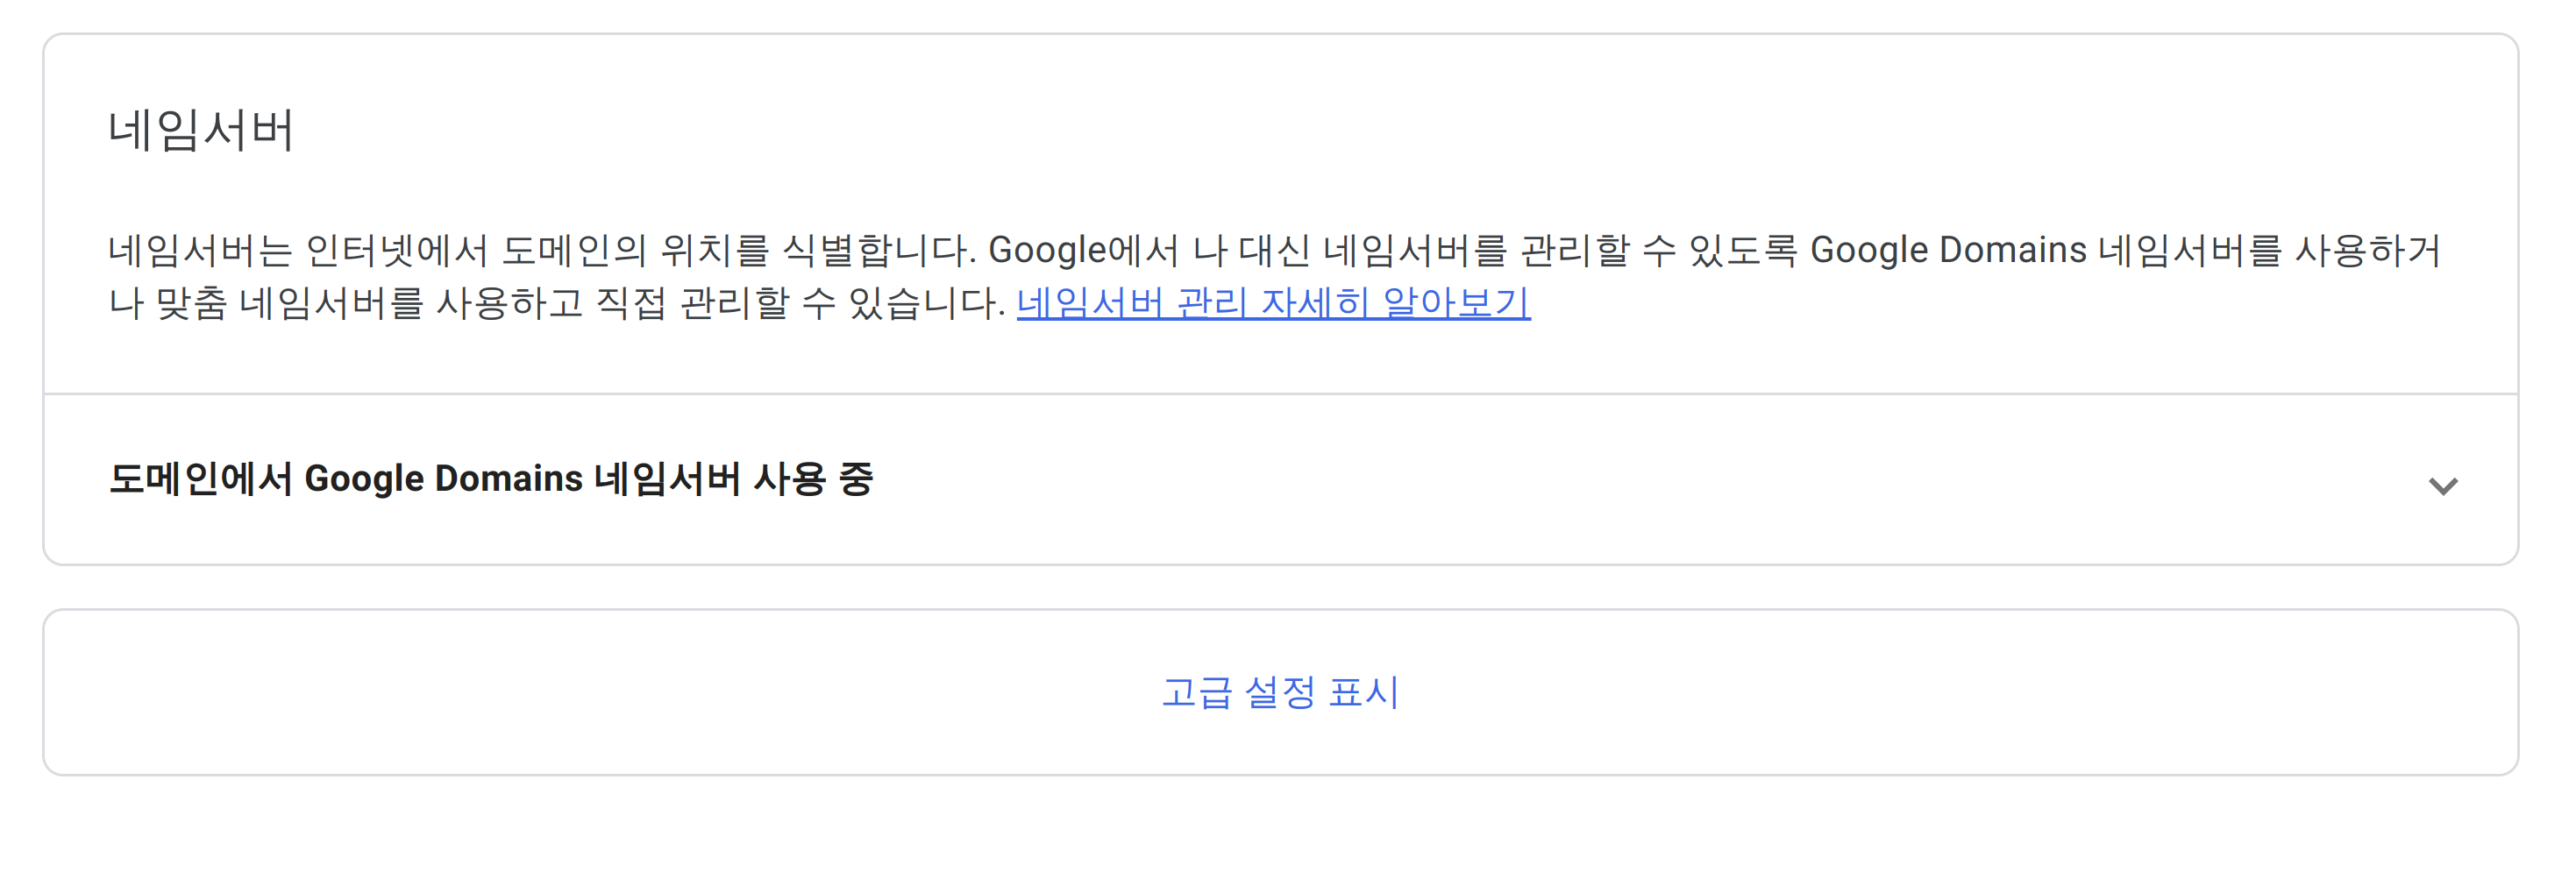 네임서버
네임서버는 인터넷에서 도메인의 위치를 식별합니다. Google에서 나 대신 네임서버를 관리할 수 있도록 Google Domains 네임서버를 사용하거
나 맞춤 네임서버를 사용하고 직접 관리할 수 있습니다. 네임서버 관리 자세히 알아보기
도메인에서 Google Domains 네임서버 사용 중
고급 설정 표시